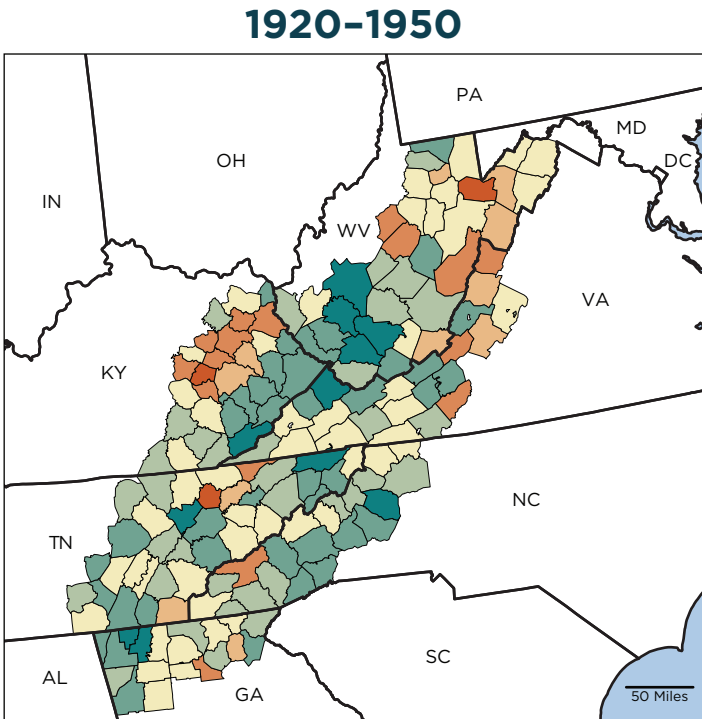 1920–1950
PA
MD
OH
DC
IN
WV
VA
KY
NC
TN
SC
AL
GA
50 Miles